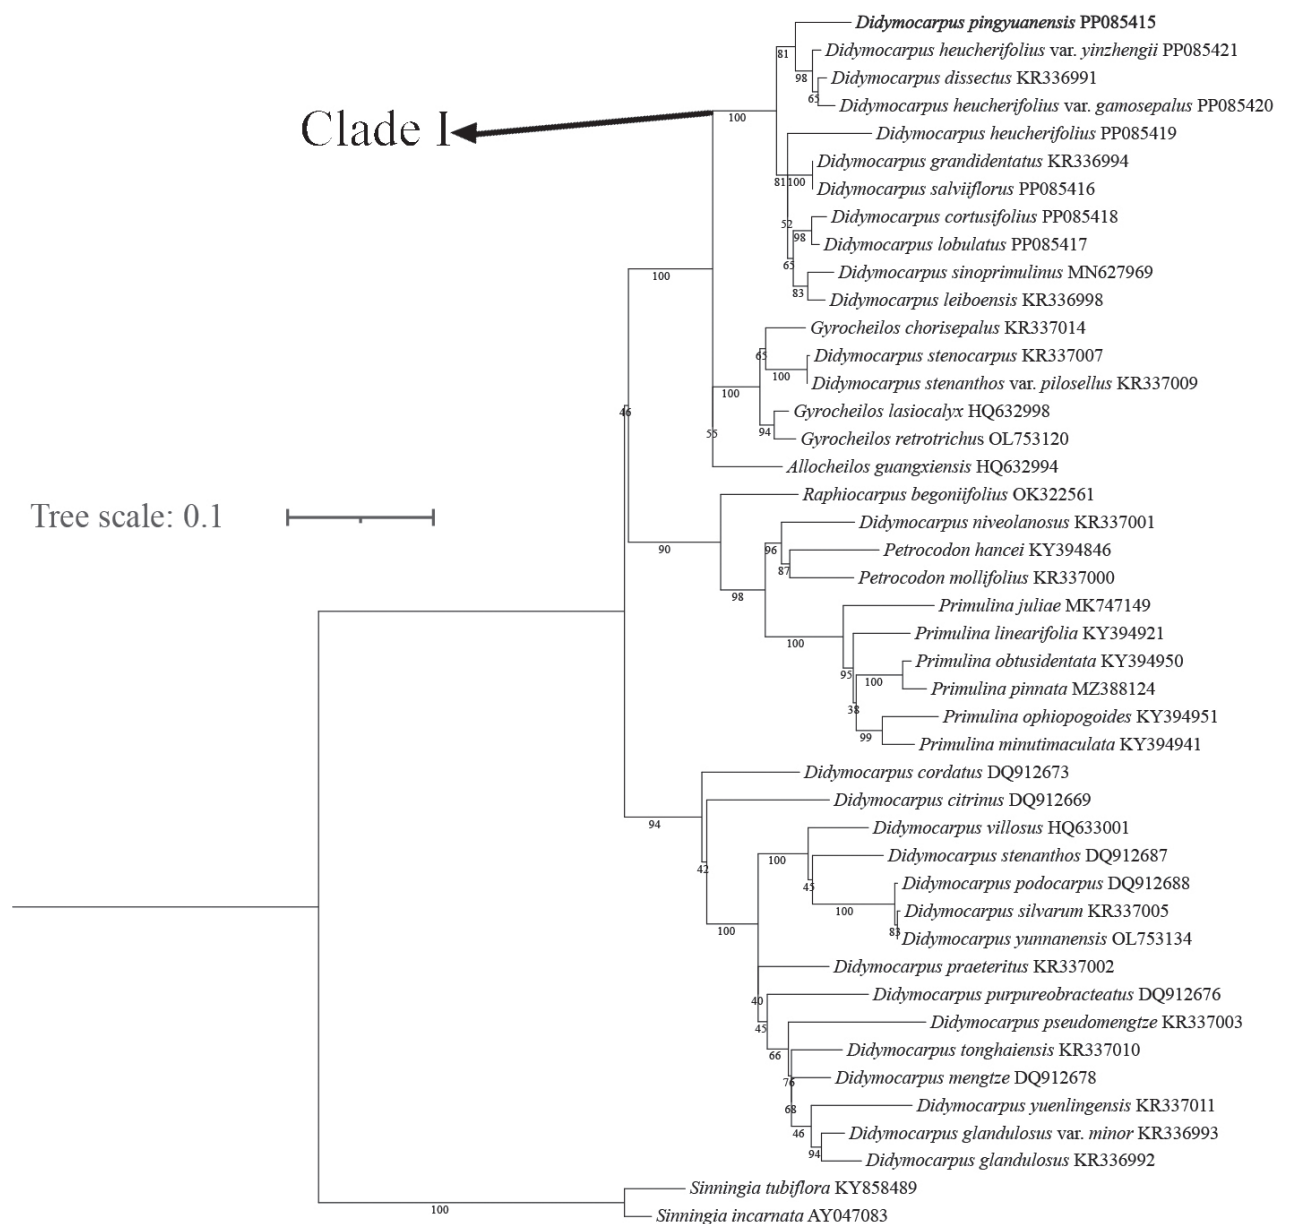 Didymocarpus pingyuanensis PP085415
Didymocarpus heucherifolius var. yinzhengii PP085421
81
Didymocarpus dissectus KR336991
98
65
Didymocarpus heucherifolius var. gamosepalus PP085420
Clade I
100
Didymocarpus heucherifolius PP085419
Didymocarpus grandidentatus KR336994
81
100
Didymocarpus salviiflorus PP085416
Didymocarpus cortusifolius PP085418
52
98
Didymocarpus lobulatus PP085417
65
Didymocarpus sinoprimulinus MN627969
100
83
Didymocarpus leiboensis KR336998
Gyrocheilos chorisepalus KR337014
65
Didymocarpus stenocarpus KR337007
100
Didymocarpus stenanthos var. pilosellus KR337009
100
46
Gyrocheilos lasiocalyx HQ632998
55
94
Gyrocheilos retrotrichus OL753120
Allocheilos guangxiensis HQ632994
Raphiocarpus begoniifolius OK322561
Tree scale: 0.1
Didymocarpus niveolanosus KR337001
90
96
Petrocodon hancei KY394846
87
Petrocodon mollifolius KR337000
98
Primulina juliae MK747149
Primulina linearifolia KY394921
100
Primulina obtusidentata KY394950
95
100
Primulina pinnata MZ388124
38
Primulina ophiopogoides KY394951
99
Primulina minutimaculata KY394941
Didymocarpus cordatus DQ912673
Didymocarpus citrinus DQ912669
94
Didymocarpus villosus HQ633001
100
42
Didymocarpus stenanthos DQ912687
45
Didymocarpus podocarpus DQ912688
100
Didymocarpus silvarum KR337005
100
83
Didymocarpus yunnanensis OL753134
Didymocarpus praeteritus KR337002
40
Didymocarpus purpureobracteatus DQ912676
45
Didymocarpus pseudomengtze KR337003
66
Didymocarpus tonghaiensis KR337010
76
Didymocarpus mengtze DQ912678
68
Didymocarpus yuenlingensis KR337011
46
Didymocarpus glandulosus var. minor KR336993
94
Didymocarpus glandulosus KR336992
Sinningia tubiflora KY858489
100
Sinningia incarnata AY047083